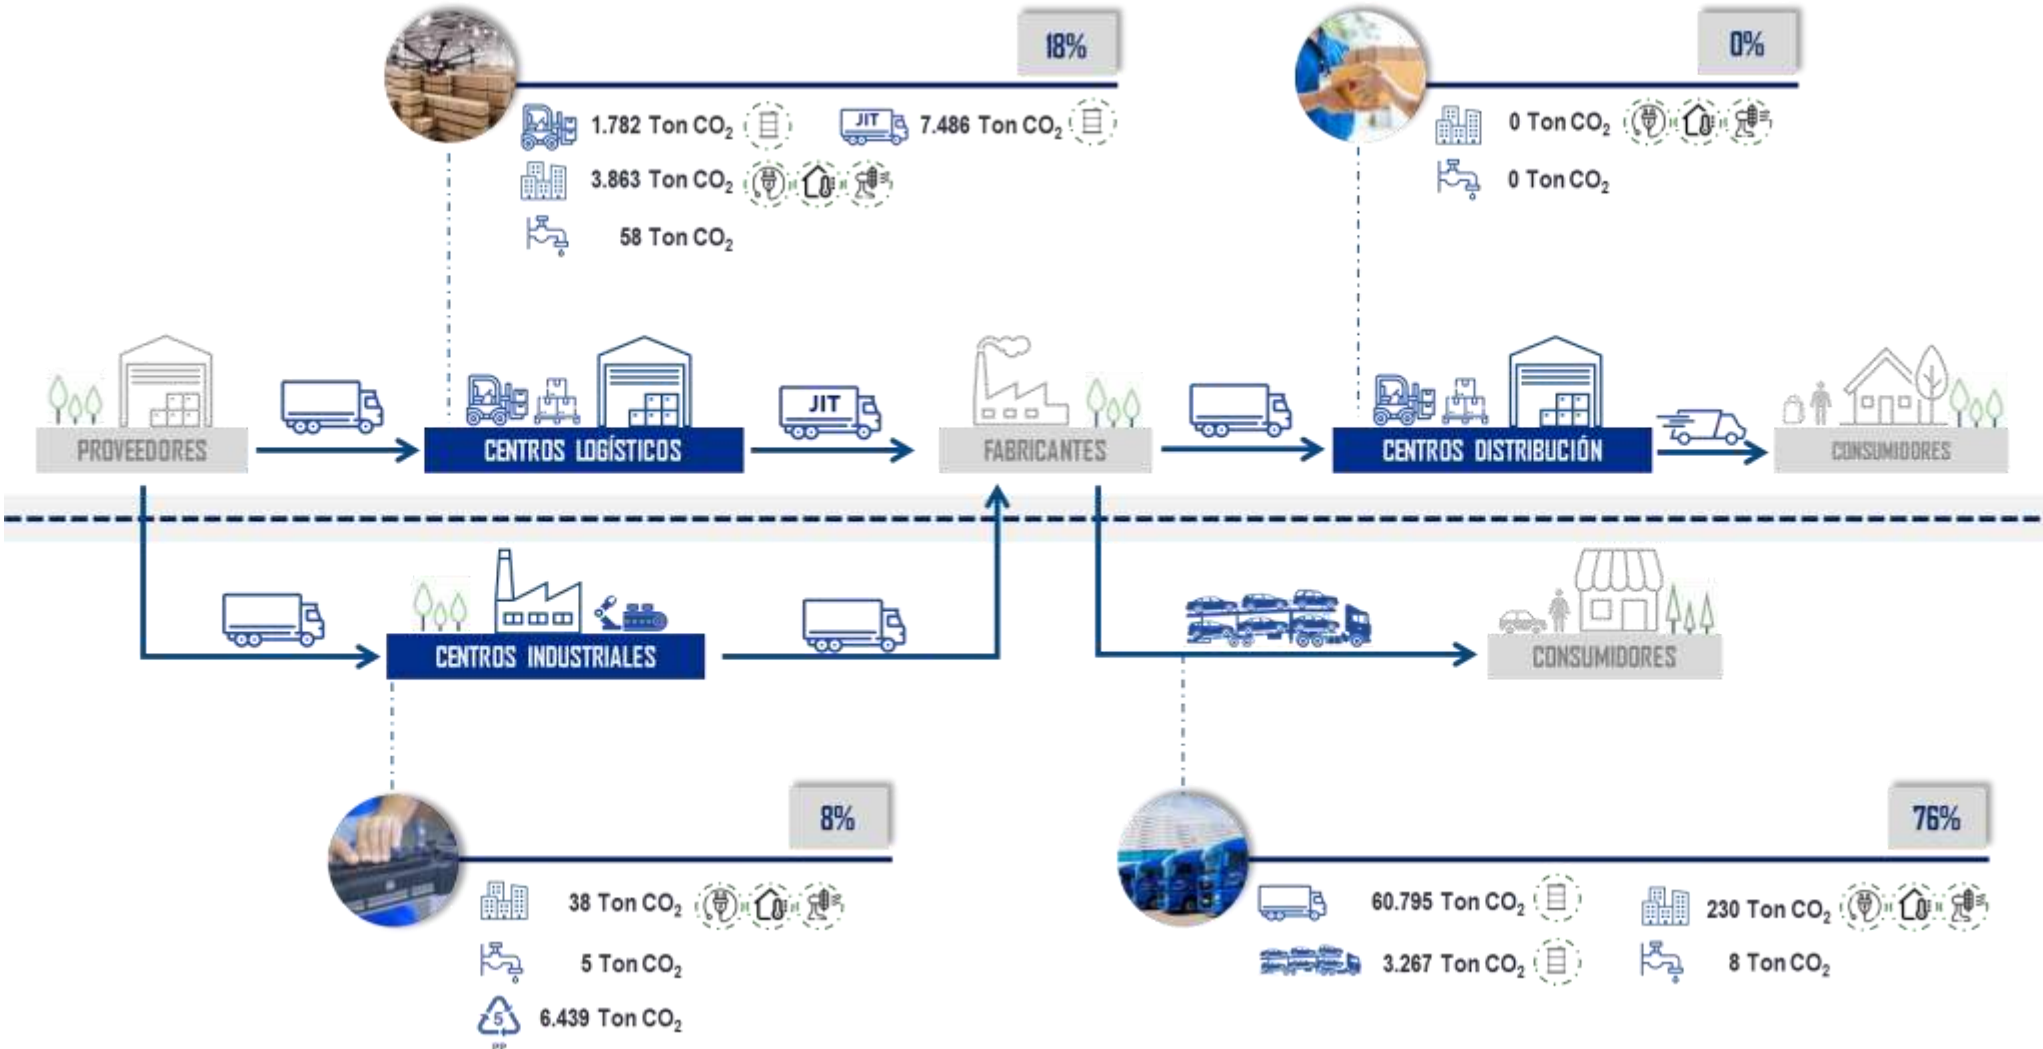 18%
1.782 Ton CO₂
JIT
7.486 Ton CO₂
3.863 Ton CO₂
58 Ton CO₂
0%
0 Ton CO₂
0 Ton CO₂
JIT
PROVEEDORES
CENTROS LOGÍSTICOS
FABRICANTES
CENTROS DISTRIBUCIÓN
CONSUMIDORES
CENTROS INDUSTRIALES
CONSUMIDORES
8%
38 Ton CO₂
5 Ton CO₂
5
6.439 Ton CO₂
PP
76%
60.795 Ton CO₂
230 Ton CO₂
3.267 Ton CO₂
8 Ton CO₂